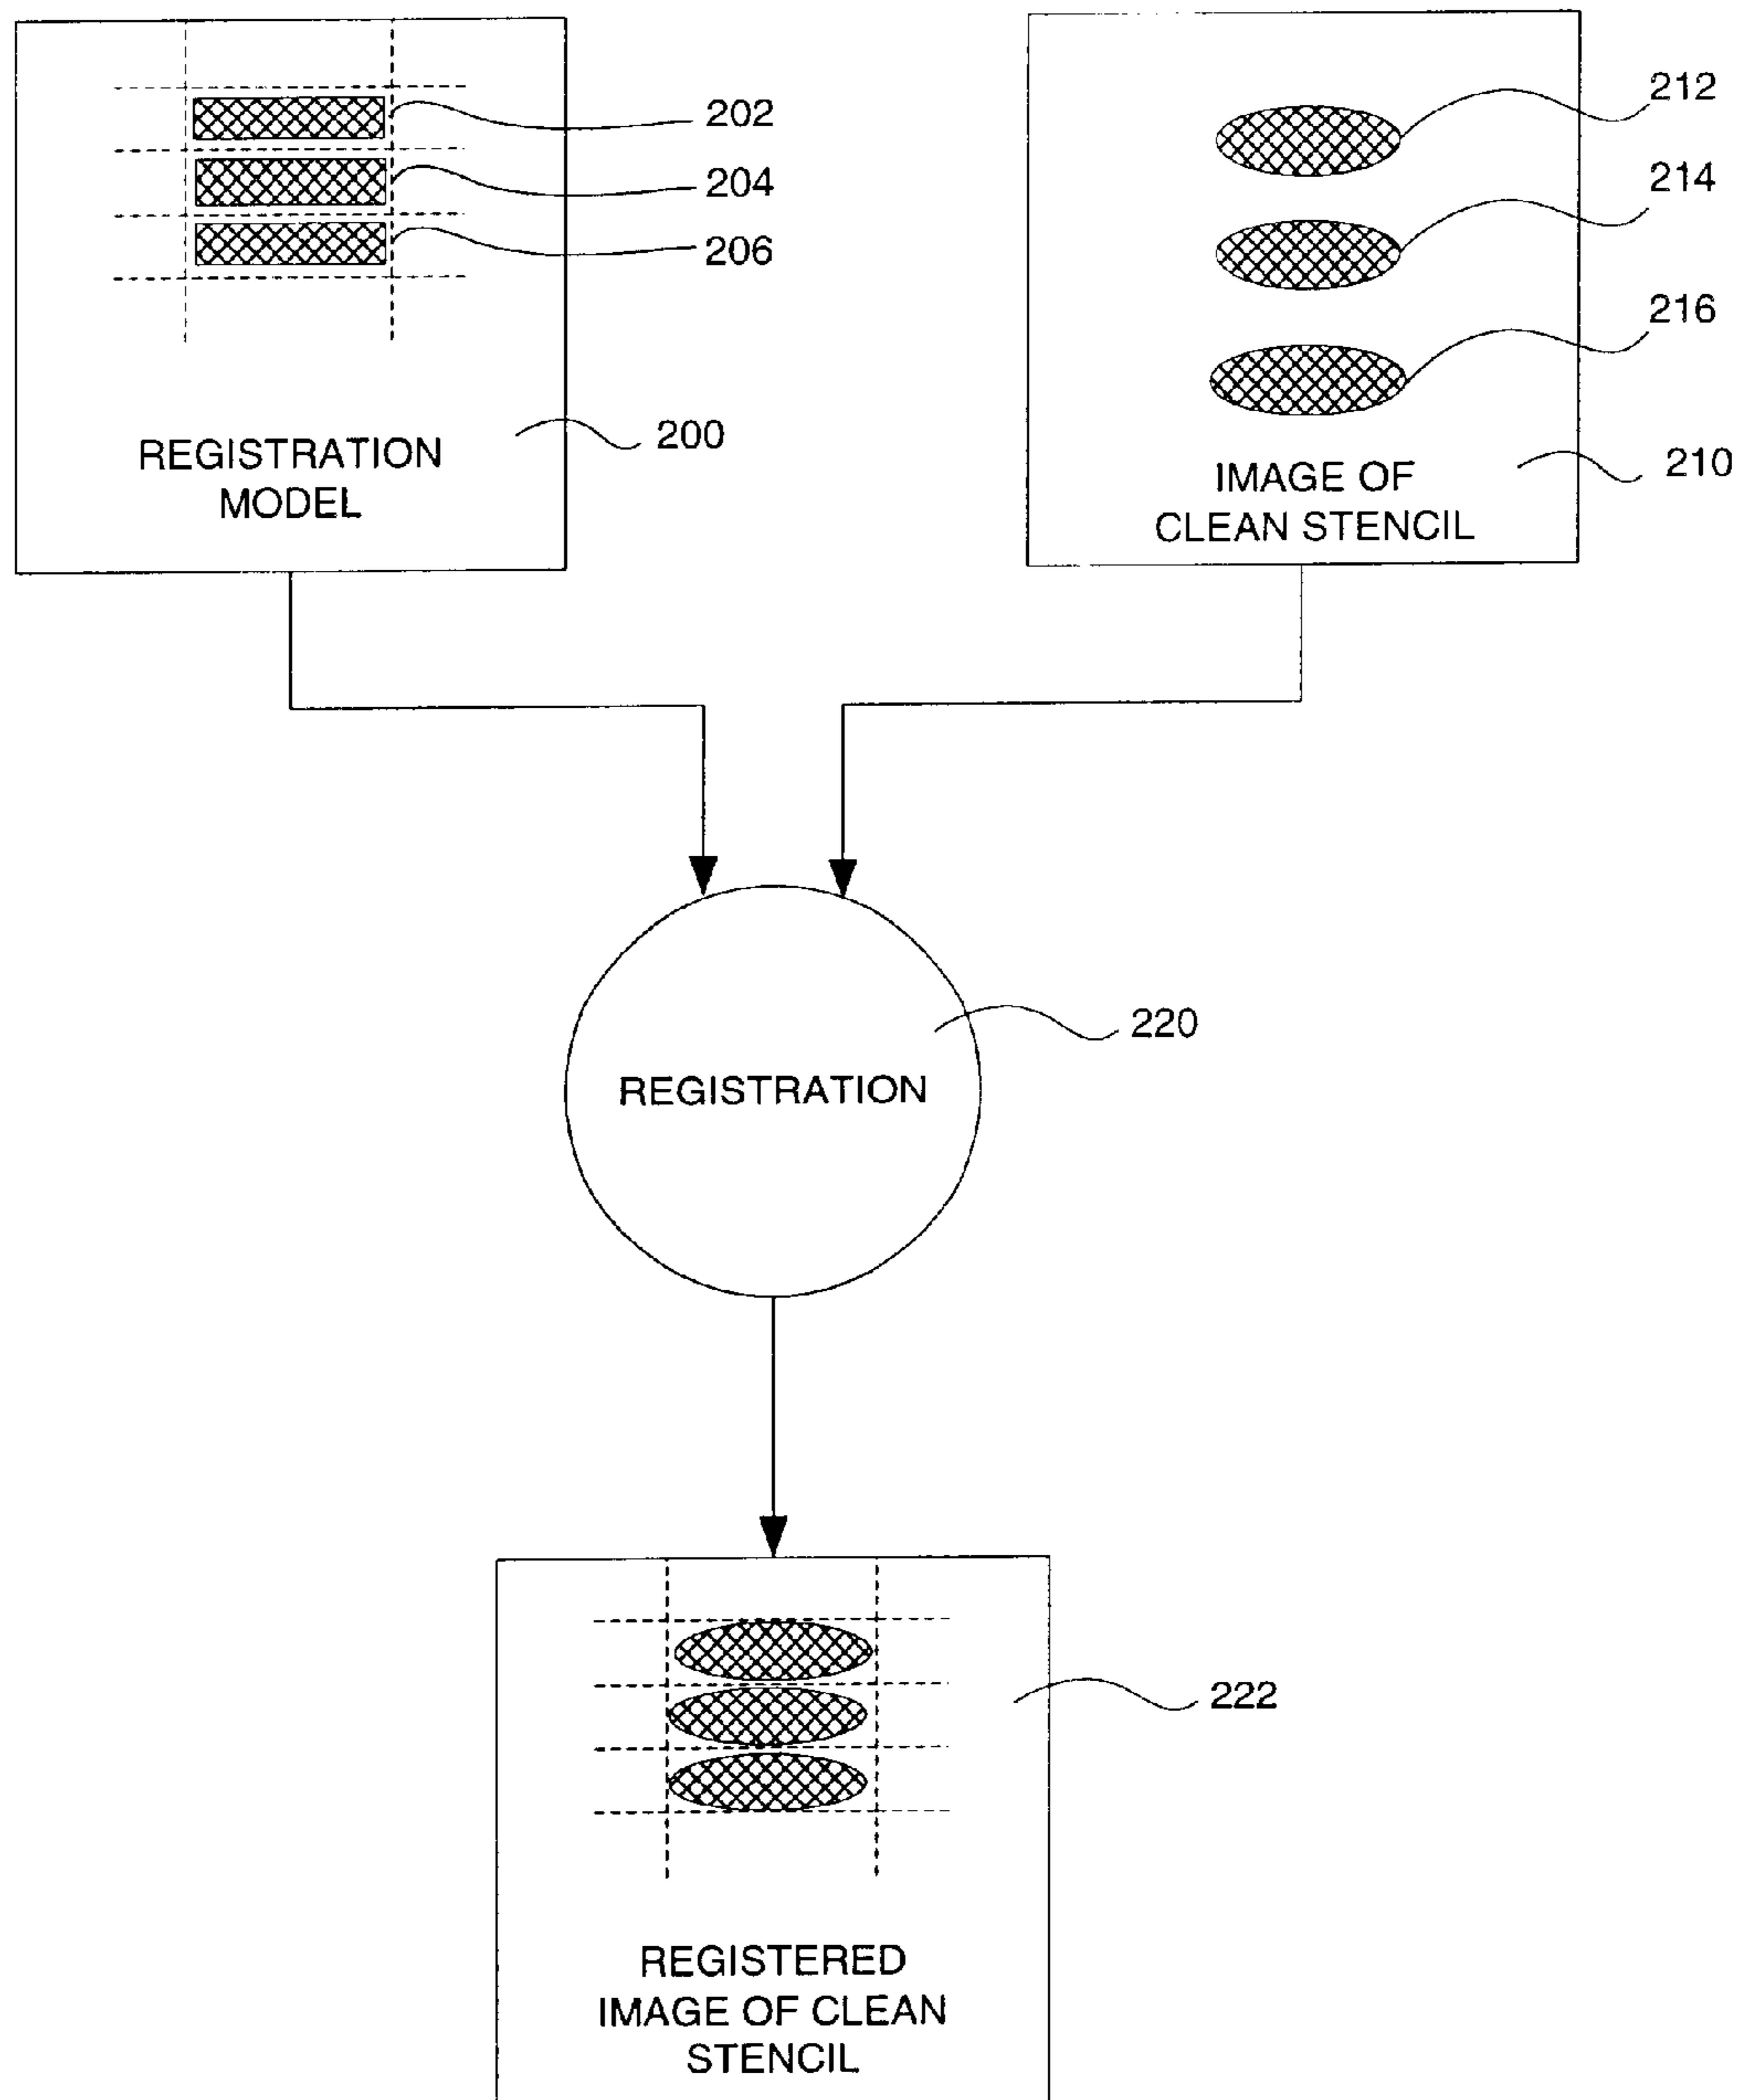 202
204
206
REGISTRATION
MODEL
200
212
214
216
IMAGE OF
CLEAN STENCIL
210
REGISTRATION
220
222
REGISTERED
IMAGE OF CLEAN
STENCIL